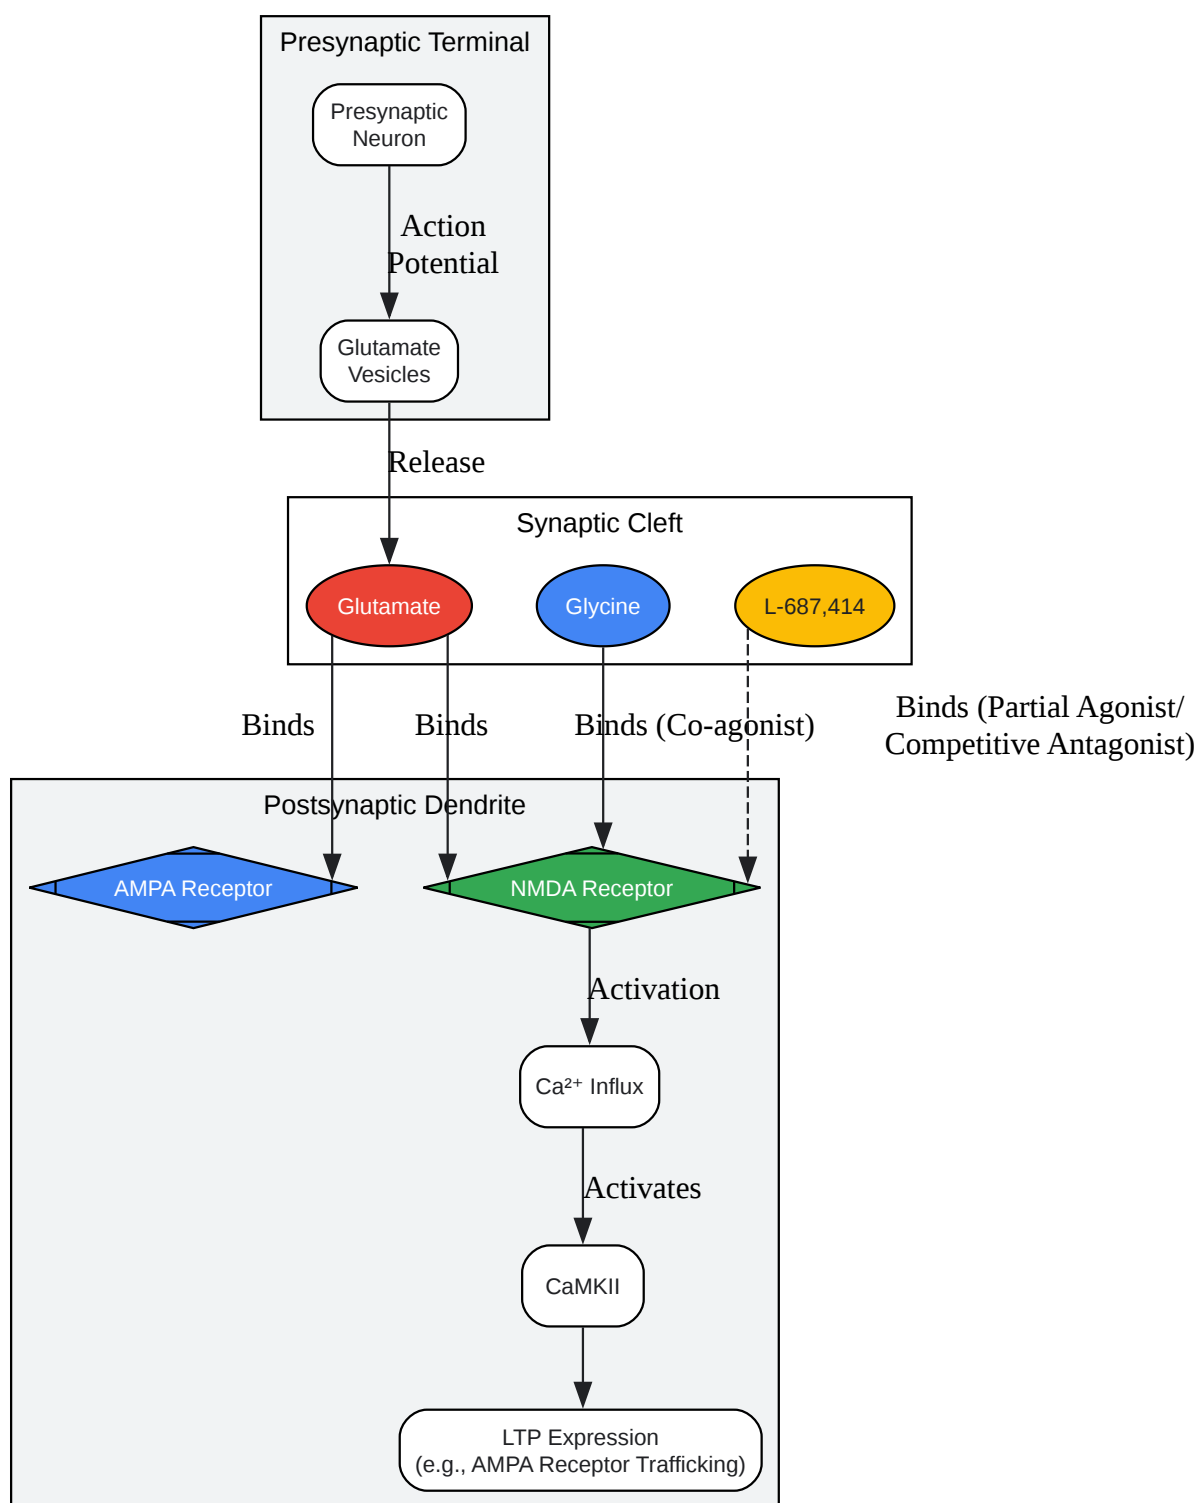 Presynaptic Terminal
Presynaptic
Neuron
Action
Potential
Glutamate
Vesicles
Release
Synaptic Cleft
Glutamate
Glycine
L-687,414
Binds
Binds
Binds (Co-agonist)
Binds (Partial Agonist/
Competitive Antagonist)
Postsynaptic Dendrite
AMPA Receptor
NMDA Receptor
Activation
Ca²⁺ Influx
Activates
CaMKII
LTP Expression
(e.g., AMPA Receptor Trafficking)